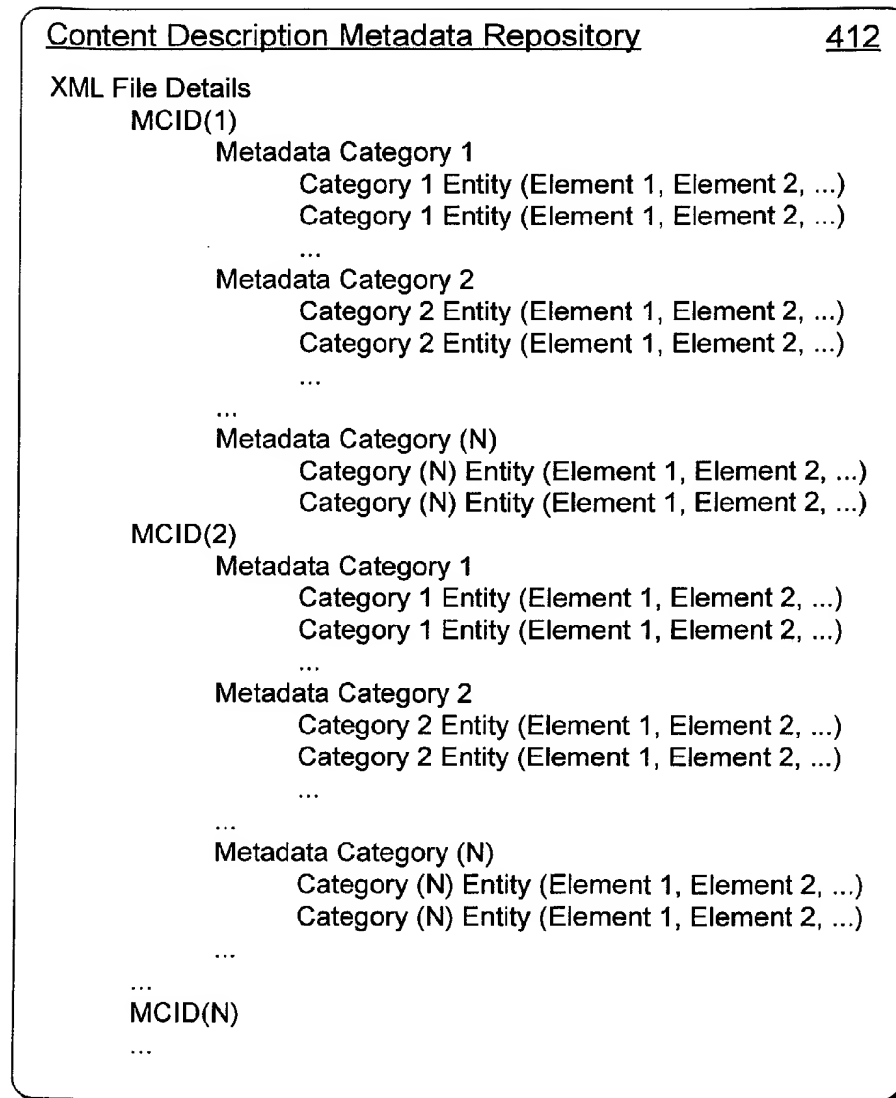 Content Description Metadata Repository 412
XML File Details
MCID(1)
Metadata Category 1
Category 1 Entity (Element 1, Element 2, ...)
Category 1 Entity (Element 1, Element 2, ...)
...
Metadata Category 2
Category 2 Entity (Element 1, Element 2, ...)
Category 2 Entity (Element 1, Element 2, ...)
...
...
Metadata Category (N)
Category (N) Entity (Element 1, Element 2, ...)
Category (N) Entity (Element 1, Element 2, ...)
MCID(2)
Metadata Category 1
Category 1 Entity (Element 1, Element 2, ...)
Category 1 Entity (Element 1, Element 2, ...)
...
Metadata Category 2
Category 2 Entity (Element 1, Element 2, ...)
Category 2 Entity (Element 1, Element 2, ...)
...
...
Metadata Category (N)
Category (N) Entity (Element 1, Element 2, ...)
Category (N) Entity (Element 1, Element 2, ...)
...
...
MCID(N)
...